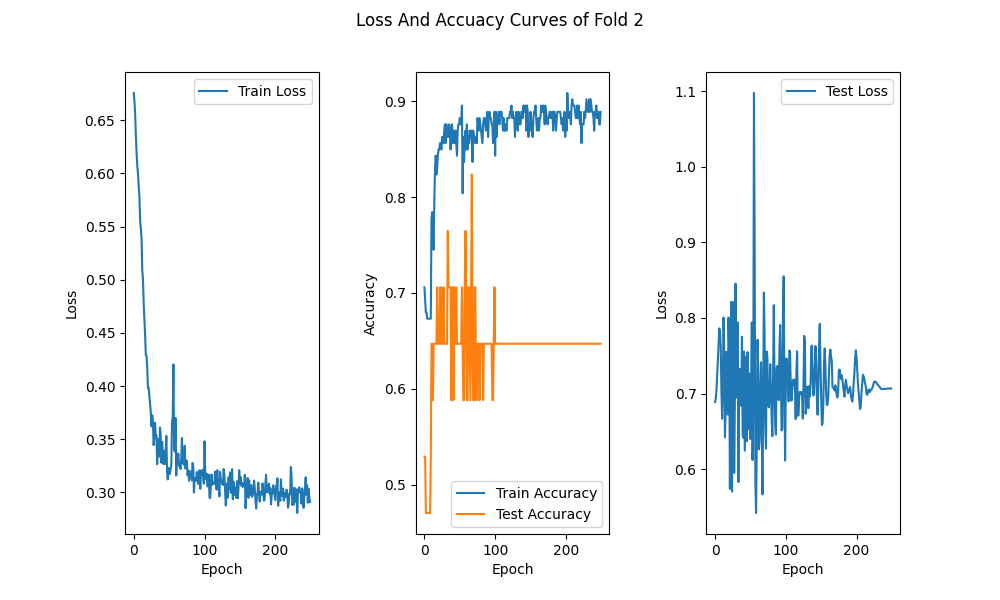 Loss And Accuacy Curves of Fold 2
Loss
0.65
0.60
0.55
0.50
0.45
0.40
0.35
0.30
Train Loss
0
100
200
Epoch
Accuracy
0.9
0.8
0.7
0.6
0.5
Train Accuracy
Test Accuracy
0
100
200
Epoch
Loss
1.1
1.0
0.9
0.8
0.7
0.6
Test Loss
0
100
200
Epoch